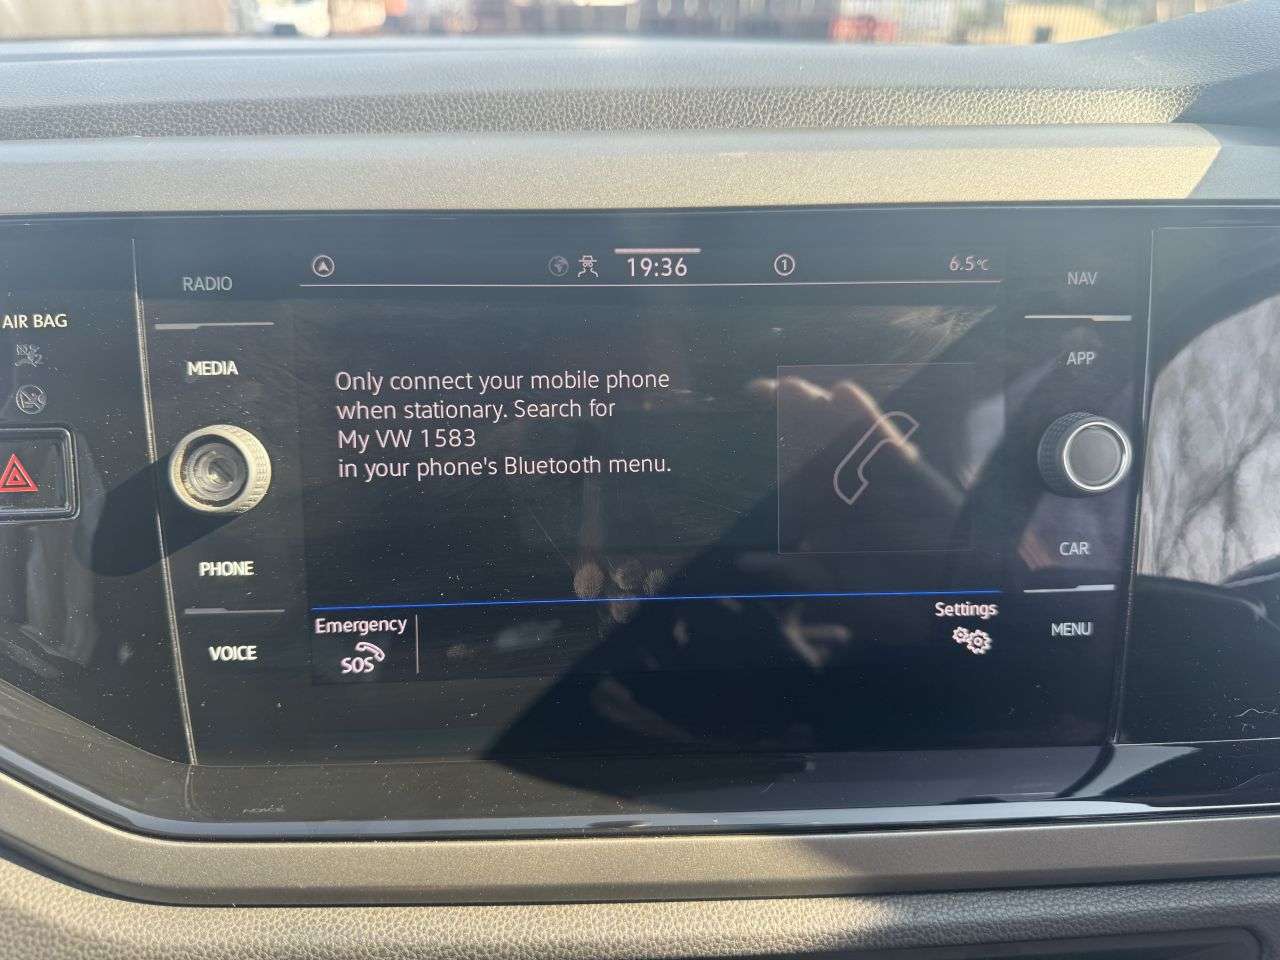 RADIO
MEDIA
PHONE
VOICE
AIR BAG
19:36
1
6.5°C
Only connect your mobile phone
when stationary. Search for
My VW 1583
in your phone's Bluetooth menu.
Emergency
SOS
Settings
NAV
APP
CAR
MENU